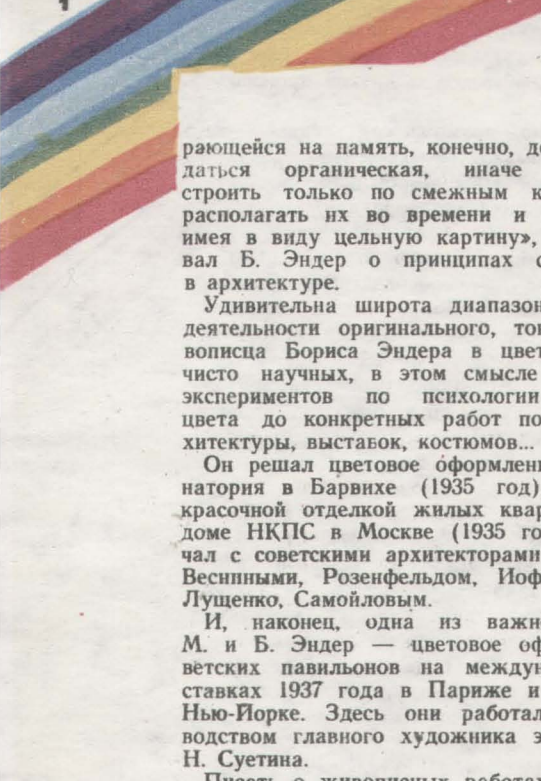 рающейся на память, конечно, д
даться органическая, иначе
строить только по смежным к
располагать их во времени и
имея в виду цельную картину»,
вал Б. Эндер о принципах с
в архитектуре.
Удивительна широта диапазон
деятельности оригинального, то
вописца Бориса Эндера в цвет
чисто научных, в этом смысле
экспериментов по психологии
цвета до конкретных работ по
хитектуры, выставок, костюмов...
Он решал цветовое оформлени
натория в Барвихе (1935 год)
красочной отделкой жилых квар
доме НКПС в Москве (1935 го
чал с советскими архитекторами
Весниными, Розенфельдом, Иоф
Лущенко, Самойловым.
И, наконец, одна из важн
М. и Б. Эндер — цветовое оф
ветских павильонов на междун
ставках 1937 года в Париже и
Нью-Йорке. Здесь они работал
водством главного художника э
Н. Суетина.